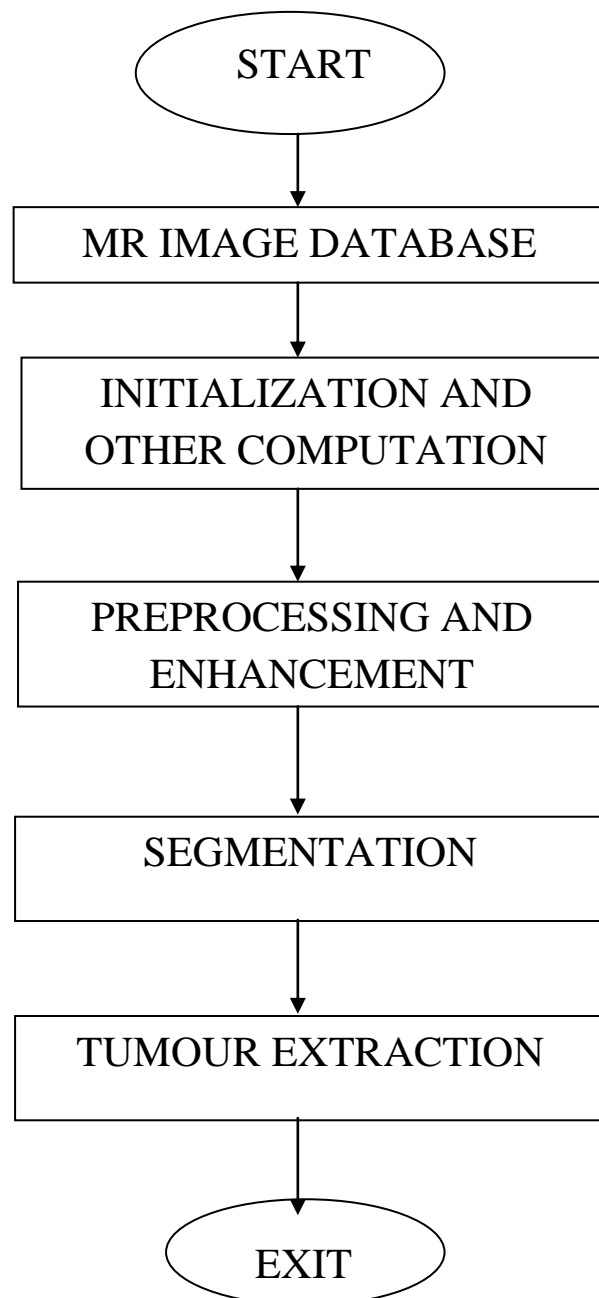 START
MR IMAGE DATABASE
INITIALIZATION AND
OTHER COMPUTATION
PREPROCESSING AND
ENHANCEMENT
SEGMENTATION
TUMOUR EXTRACTION
EXIT